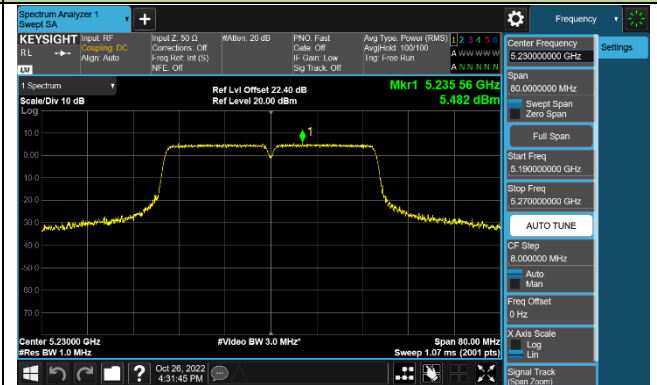 Spectrum Analyzer 1
Swept SA
+
Frequency
KEYSIGHT
RL
LXI
Input: RF
Coupling: DC
Align: Auto
Input Z: 50 Ω
Corrections: Off
Freq Ref: Int (S)
NFE: Off
#Atten: 20 dB
PNO: Fast
Gate: Off
IF Gain: Low
Sig Track: Off
Avg Type: Power (RMS)
Avg|Hold: 100/100
Trig: Free Run
1 2 3 4 5 6
A W W W W W
A N N N N N
1 Spectrum
Scale/Div 10 dB
Log
Ref Lvl Offset 22.40 dB
Ref Level 20.00 dBm
Mkr1 5.235 56 GHz
5.482 dBm
1
10.0
0.00
-10.0
-20.0
-30.0
-40.0
-50.0
-60.0
-70.0
Center 5.23000 GHz
#Res BW 1.0 MHz
#Video BW 3.0 MHz*
Span 80.00 MHz
Sweep 1.07 ms (2001 pts)
Oct 26, 2022
4:31:45 PM
?
Center Frequency
5.230000000 GHz
Settings
Span
80.0000000 MHz
Swept Span
Zero Span
Full Span
Start Freq
5.190000000 GHz
Stop Freq
5.270000000 GHz
AUTO TUNE
CF Step
8.000000 MHz
Auto
Man
Freq Offset
0 Hz
X Axis Scale
Log
Lin
Signal Track
(Span Zoom)